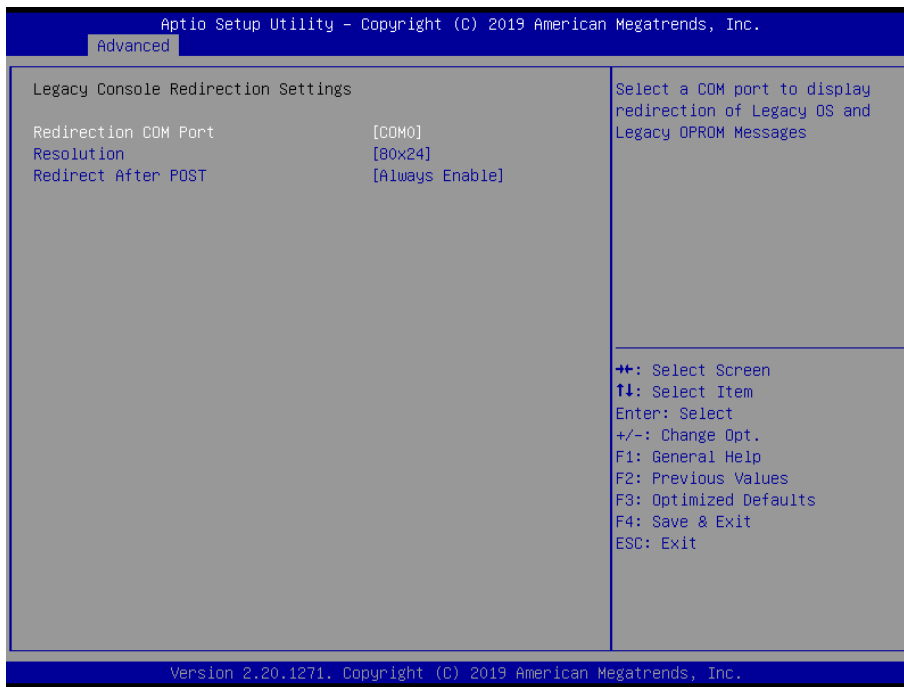 Aptio Setup Utility – Copyright (C) 2019 American Megatrends, Inc.
Advanced
Legacy Console Redirection Settings
Redirection COM Port [COM0]
Resolution [80x24]
Redirect After POST [Always Enable]
Select a COM port to display
redirection of Legacy OS and
Legacy OPROM Messages
→←: Select Screen
↑↓: Select Item
Enter: Select
+/-: Change Opt.
F1: General Help
F2: Previous Values
F3: Optimized Defaults
F4: Save & Exit
ESC: Exit
Version 2.20.1271. Copyright (C) 2019 American Megatrends, Inc.